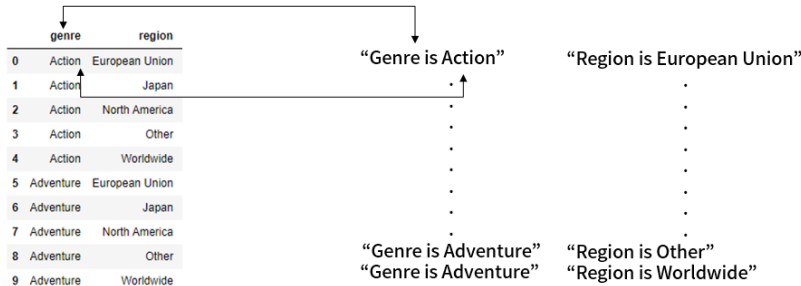 genre region
0 Action European Union
1 Action Japan
2 Action North America
3 Action Other
4 Action Worldwide
5 Adventure European Union
6 Adventure Japan
7 Adventure North America
8 Adventure Other
9 Adventure Worldwide
“Genre is Action” “Region is European Union”
“Genre is Adventure” “Region is Other”
“Genre is Adventure” “Region is Worldwide”